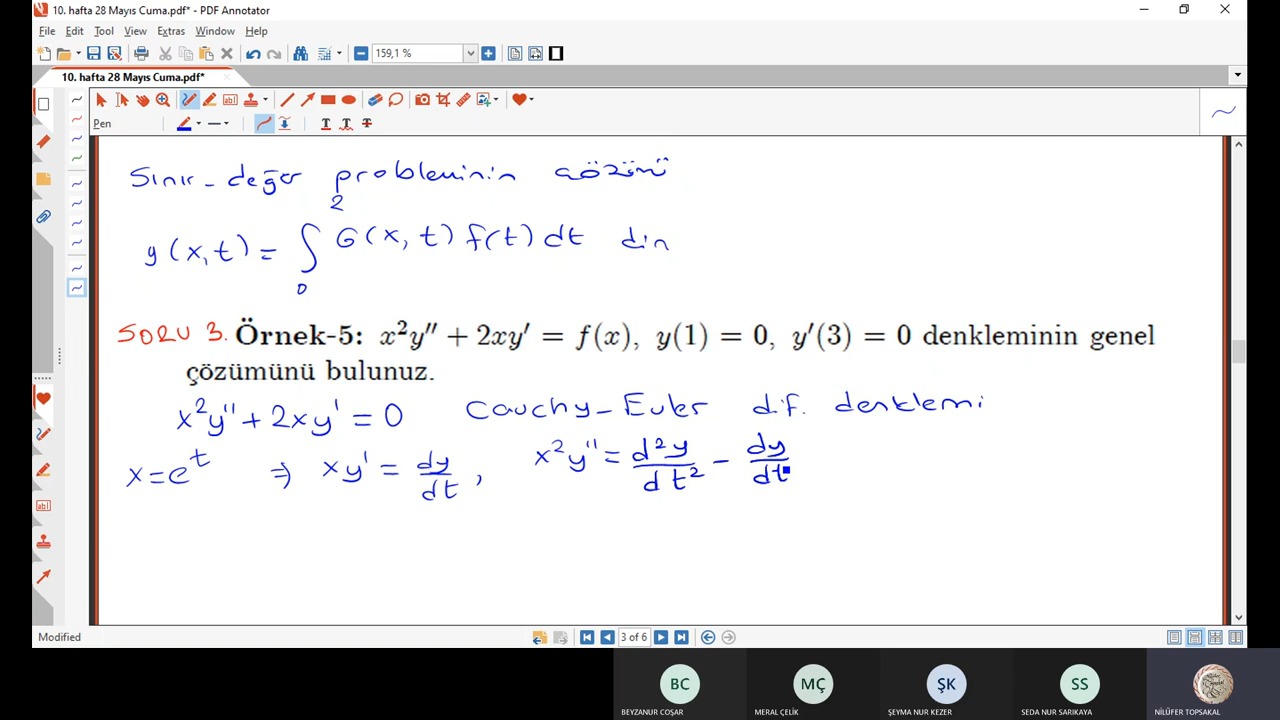 10. hafta 28 Mayıs Cuma.pdf* - PDF Annotator
File Edit Tool View Extras Window Help
159,1 %
10. hafta 28 Mayıs Cuma.pdf*
Pen
Sınır-değer probleminin çözümü
y(x,t) = ∫₀² G(x,t) f(t) dt dir
SORU 3. Örnek-5: x²y″ + 2xy′ = f(x), y(1) = 0, y′(3) = 0 denkleminin genel
çözümünü bulunuz.
x²y″ + 2xy′ = 0 Cauchy-Euler dif. denklemi
x = eᵗ ⇒ xy′ = dy/dt, x²y″ = d²y/dt² - dy/dt
Modified
3 of 6
BC MÇ ŞK SS
BEYZANUR COŞAR MERAL ÇELİK ŞEYMA NUR KEZER SEDA NUR SARIKAYA NİLÜFER TOPSAKAL